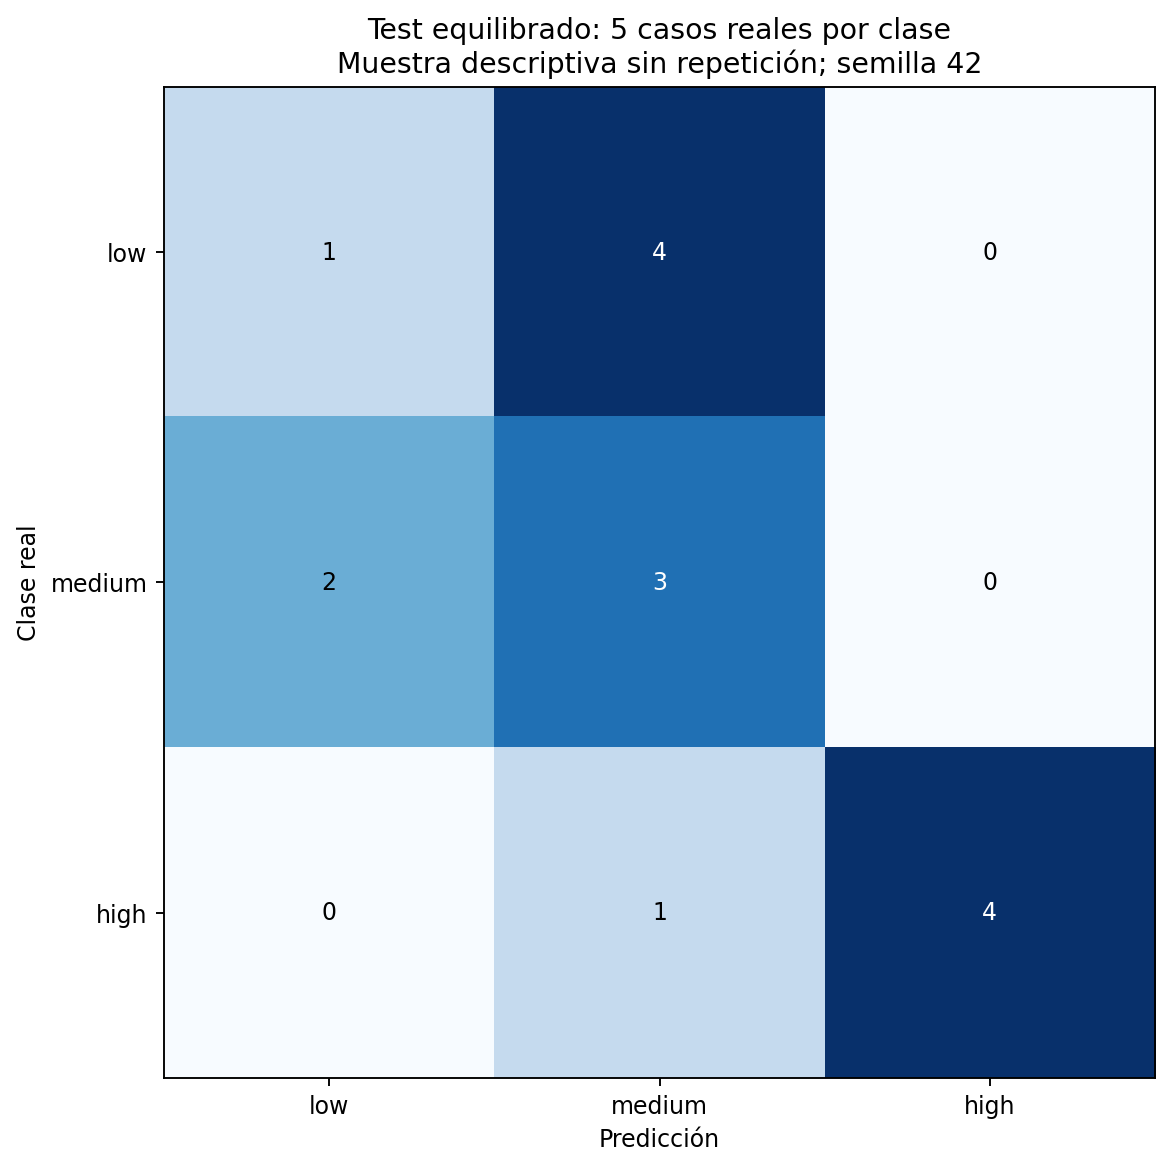 Test equilibrado: 5 casos reales por clase
Muestra descriptiva sin repetición; semilla 42
Clase real
low
1
4
0
medium
2
3
0
high
0
1
4
low
medium
high
Predicción